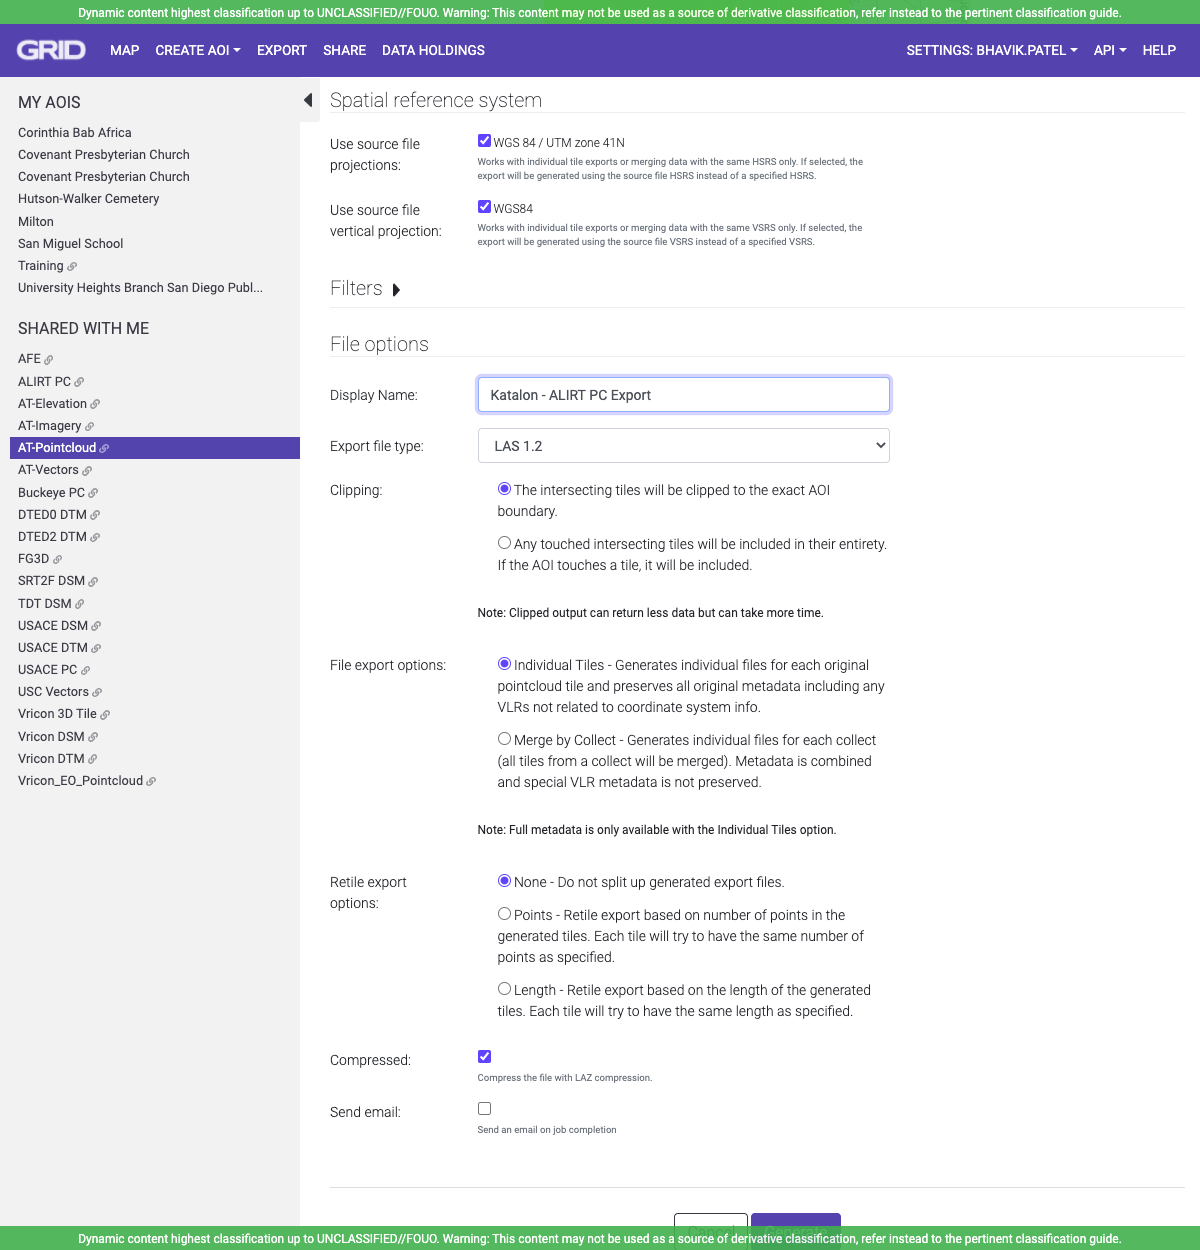 Dynamic content highest classification up to UNCLASSIFIED//FOUO. Warning: This content may not be used as a source of derivative classification, refer instead to the pertinent classification guide.
GRID MAP CREATE AOI EXPORT SHARE DATA HOLDINGS SETTINGS: BHAVIK.PATEL API HELP
MY AOIS
Corinthia Bab Africa
Covenant Presbyterian Church
Covenant Presbyterian Church
Hutson-Walker Cemetery
Milton
San Miguel School
Training
University Heights Branch San Diego Publ...
SHARED WITH ME
AFE
ALIRT PC
AT-Elevation
AT-Imagery
AT-Pointcloud
AT-Vectors
Buckeye PC
DTED0 DTM
DTED2 DTM
FG3D
SRT2F DSM
TDT DSM
USACE DSM
USACE DTM
USACE PC
USC Vectors
Vricon 3D Tile
Vricon DSM
Vricon DTM
Vricon_EO_Pointcloud
Spatial reference system
Use source file
projections:
WGS 84 / UTM zone 41N
Works with individual tile exports or merging data with the same HSRS only. If selected, the
export will be generated using the source file HSRS instead of a specified HSRS.
Use source file
vertical projection:
WGS84
Works with individual tile exports or merging data with the same VSRS only. If selected, the
export will be generated using the source file VSRS instead of a specified VSRS.
Filters
File options
Display Name:
Katalon - ALIRT PC Export
Export file type:
LAS 1.2
Clipping:
The intersecting tiles will be clipped to the exact AOI
boundary.
Any touched intersecting tiles will be included in their entirety.
If the AOI touches a tile, it will be included.
Note: Clipped output can return less data but can take more time.
File export options:
Individual Tiles - Generates individual files for each original
pointcloud tile and preserves all original metadata including any
VLRs not related to coordinate system info.
Merge by Collect - Generates individual files for each collect
(all tiles from a collect will be merged). Metadata is combined
and special VLR metadata is not preserved.
Note: Full metadata is only available with the Individual Tiles option.
Retile export
options:
None - Do not split up generated export files.
Points - Retile export based on number of points in the
generated tiles. Each tile will try to have the same number of
points as specified.
Length - Retile export based on the length of the generated
tiles. Each tile will try to have the same length as specified.
Compressed:
Compress the file with LAZ compression.
Send email:
Send an email on job completion
Cancel Generate
Dynamic content highest classification up to UNCLASSIFIED//FOUO. Warning: This content may not be used as a source of derivative classification, refer instead to the pertinent classification guide.